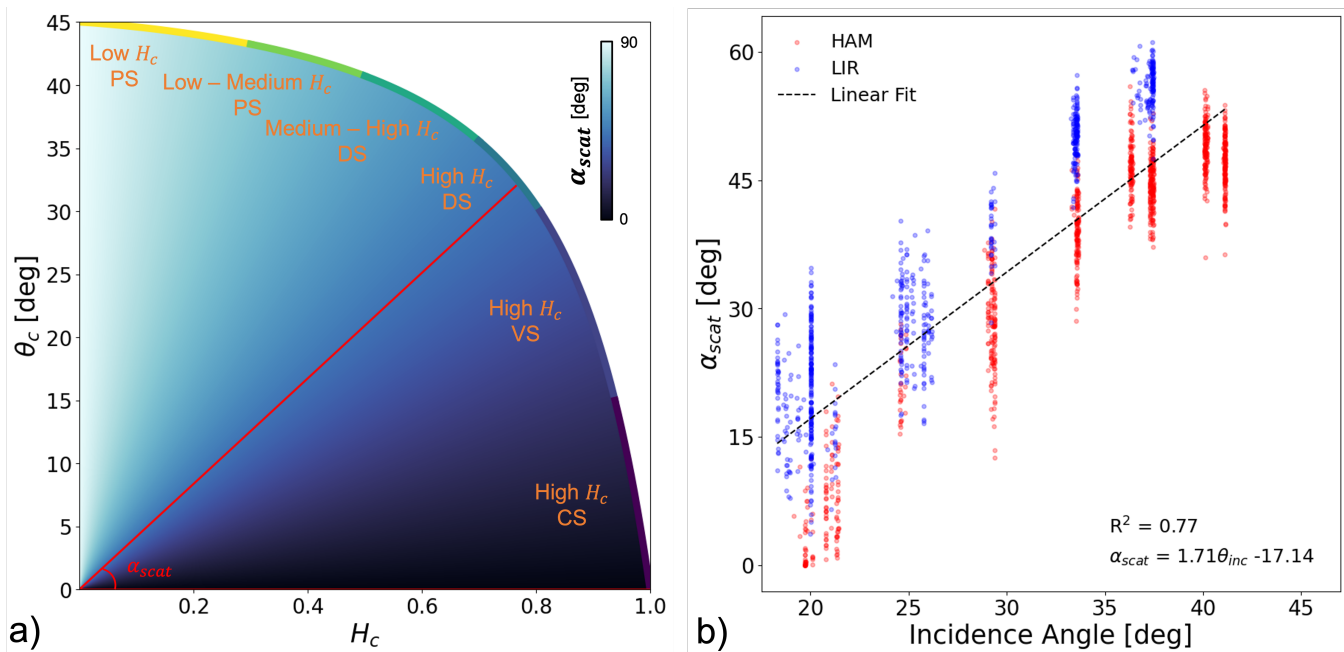 45
40
35
30
25
20
15
10
5
0
θc [deg]
Low Hc
PS
Low – Medium Hc
PS
Medium – High Hc
DS
High Hc
DS
High Hc
VS
High Hc
CS
αscat
αscat [deg]
90
0
0.2 0.4 0.6 0.8 1.0
Hc
a)
60
45
30
15
0
αscat [deg]
HAM
LIR
Linear Fit
R² = 0.77
αscat = 1.71θinc -17.14
20 25 30 35 40 45
Incidence Angle [deg]
b)